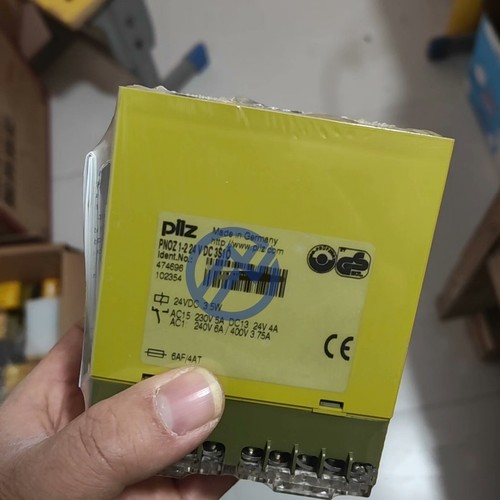 pilz
Made in Germany
http://www.pilz.com
PNOZ 1-2 24 V DC 3S1Ö
Ident.No.:
474696
102354
24VDC 3.5W
AC15 230V 5A DC13 24V 4A
AC1 240V 6A / 400V 3.75A
6AF/4AT
CE